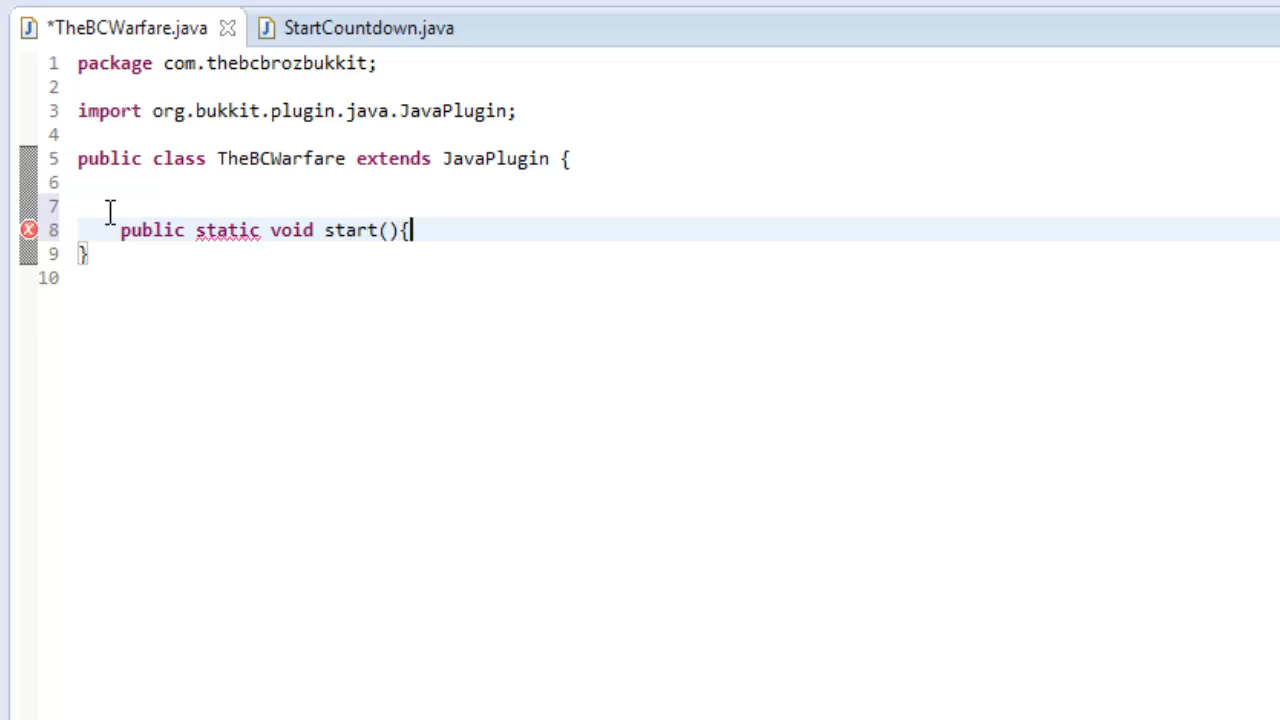 *TheBCWarfare.java StartCountdown.java
1 package com.thebcbrozbukkit;
2
3 import org.bukkit.plugin.java.JavaPlugin;
4
5 public class TheBCWarfare extends JavaPlugin {
6
7
8 public static void start(){
9 }
10